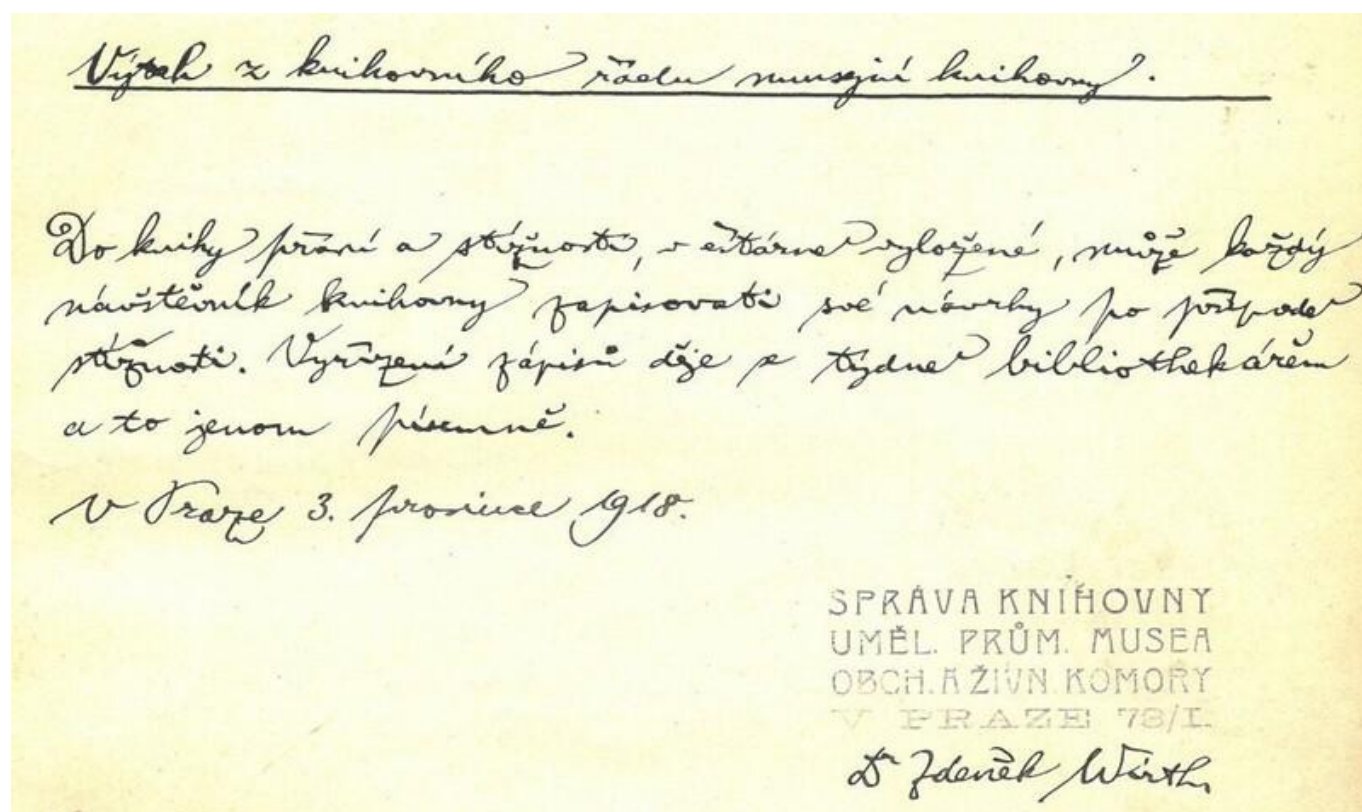 Výtah z knihovního řádu musejní knihovny.
Do knihy přání a stížností, v čítárně vyložené, může každý
návštěvník knihovny zapisovati své návrhy po případě
stížnosti. Vyřízení zápisů děje se týdně bibliothekářem
a to jenom písemně.
V Praze 3. prosince 1918.
SPRÁVA KNIHOVNY
UMĚL. PRŮM. MUSEA
OBCH. A ŽIVN. KOMORY
V PRAZE 73/I.
Dr Zdeněk Wirth